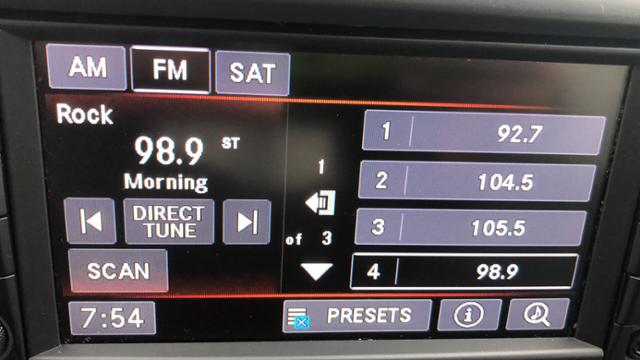 AM FM SAT
Rock
98.9 ST
Morning
DIRECT
TUNE
SCAN
7:54
1
of 3
1 92.7
2 104.5
3 105.5
4 98.9
PRESETS
i